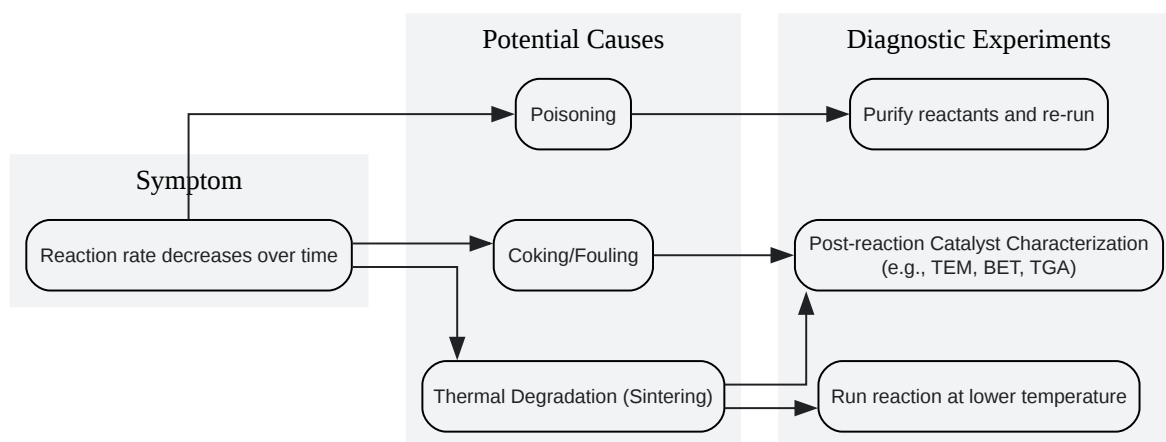 Potential Causes
Diagnostic Experiments
Poisoning
Purify reactants and re-run
Symptom
Reaction rate decreases over time
Coking/Fouling
Post-reaction Catalyst Characterization
(e.g., TEM, BET, TGA)
Thermal Degradation (Sintering)
Run reaction at lower temperature